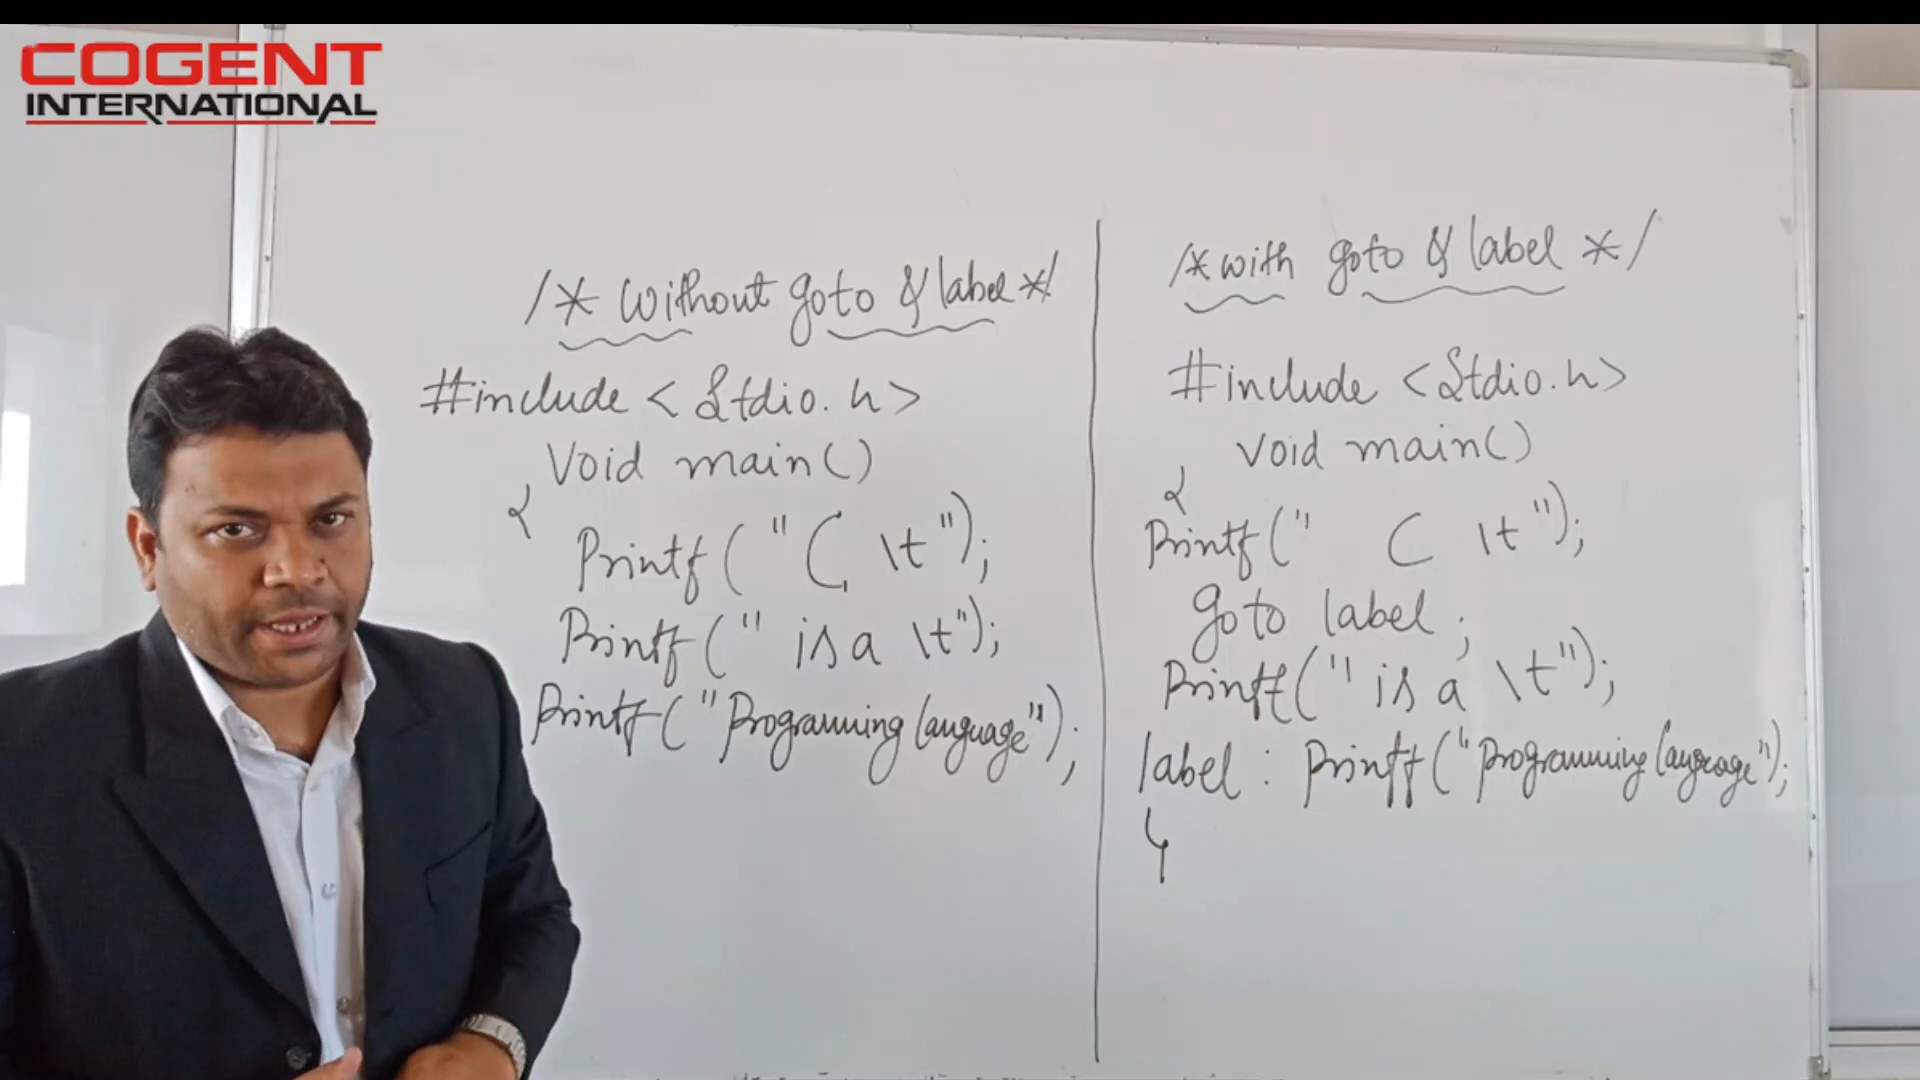 COGENT
INTERNATIONAL
/* Without goto & label */
#include <Stdio.h>
Void main()
{
Printf(" C \t");
Printf(" is a \t");
Printf("Programming language");
/* with goto & label */
#include <Stdio.h>
Void main()
{
Printf(" C \t");
goto label;
Printf(" is a \t");
label: Printf("Programming language");
}